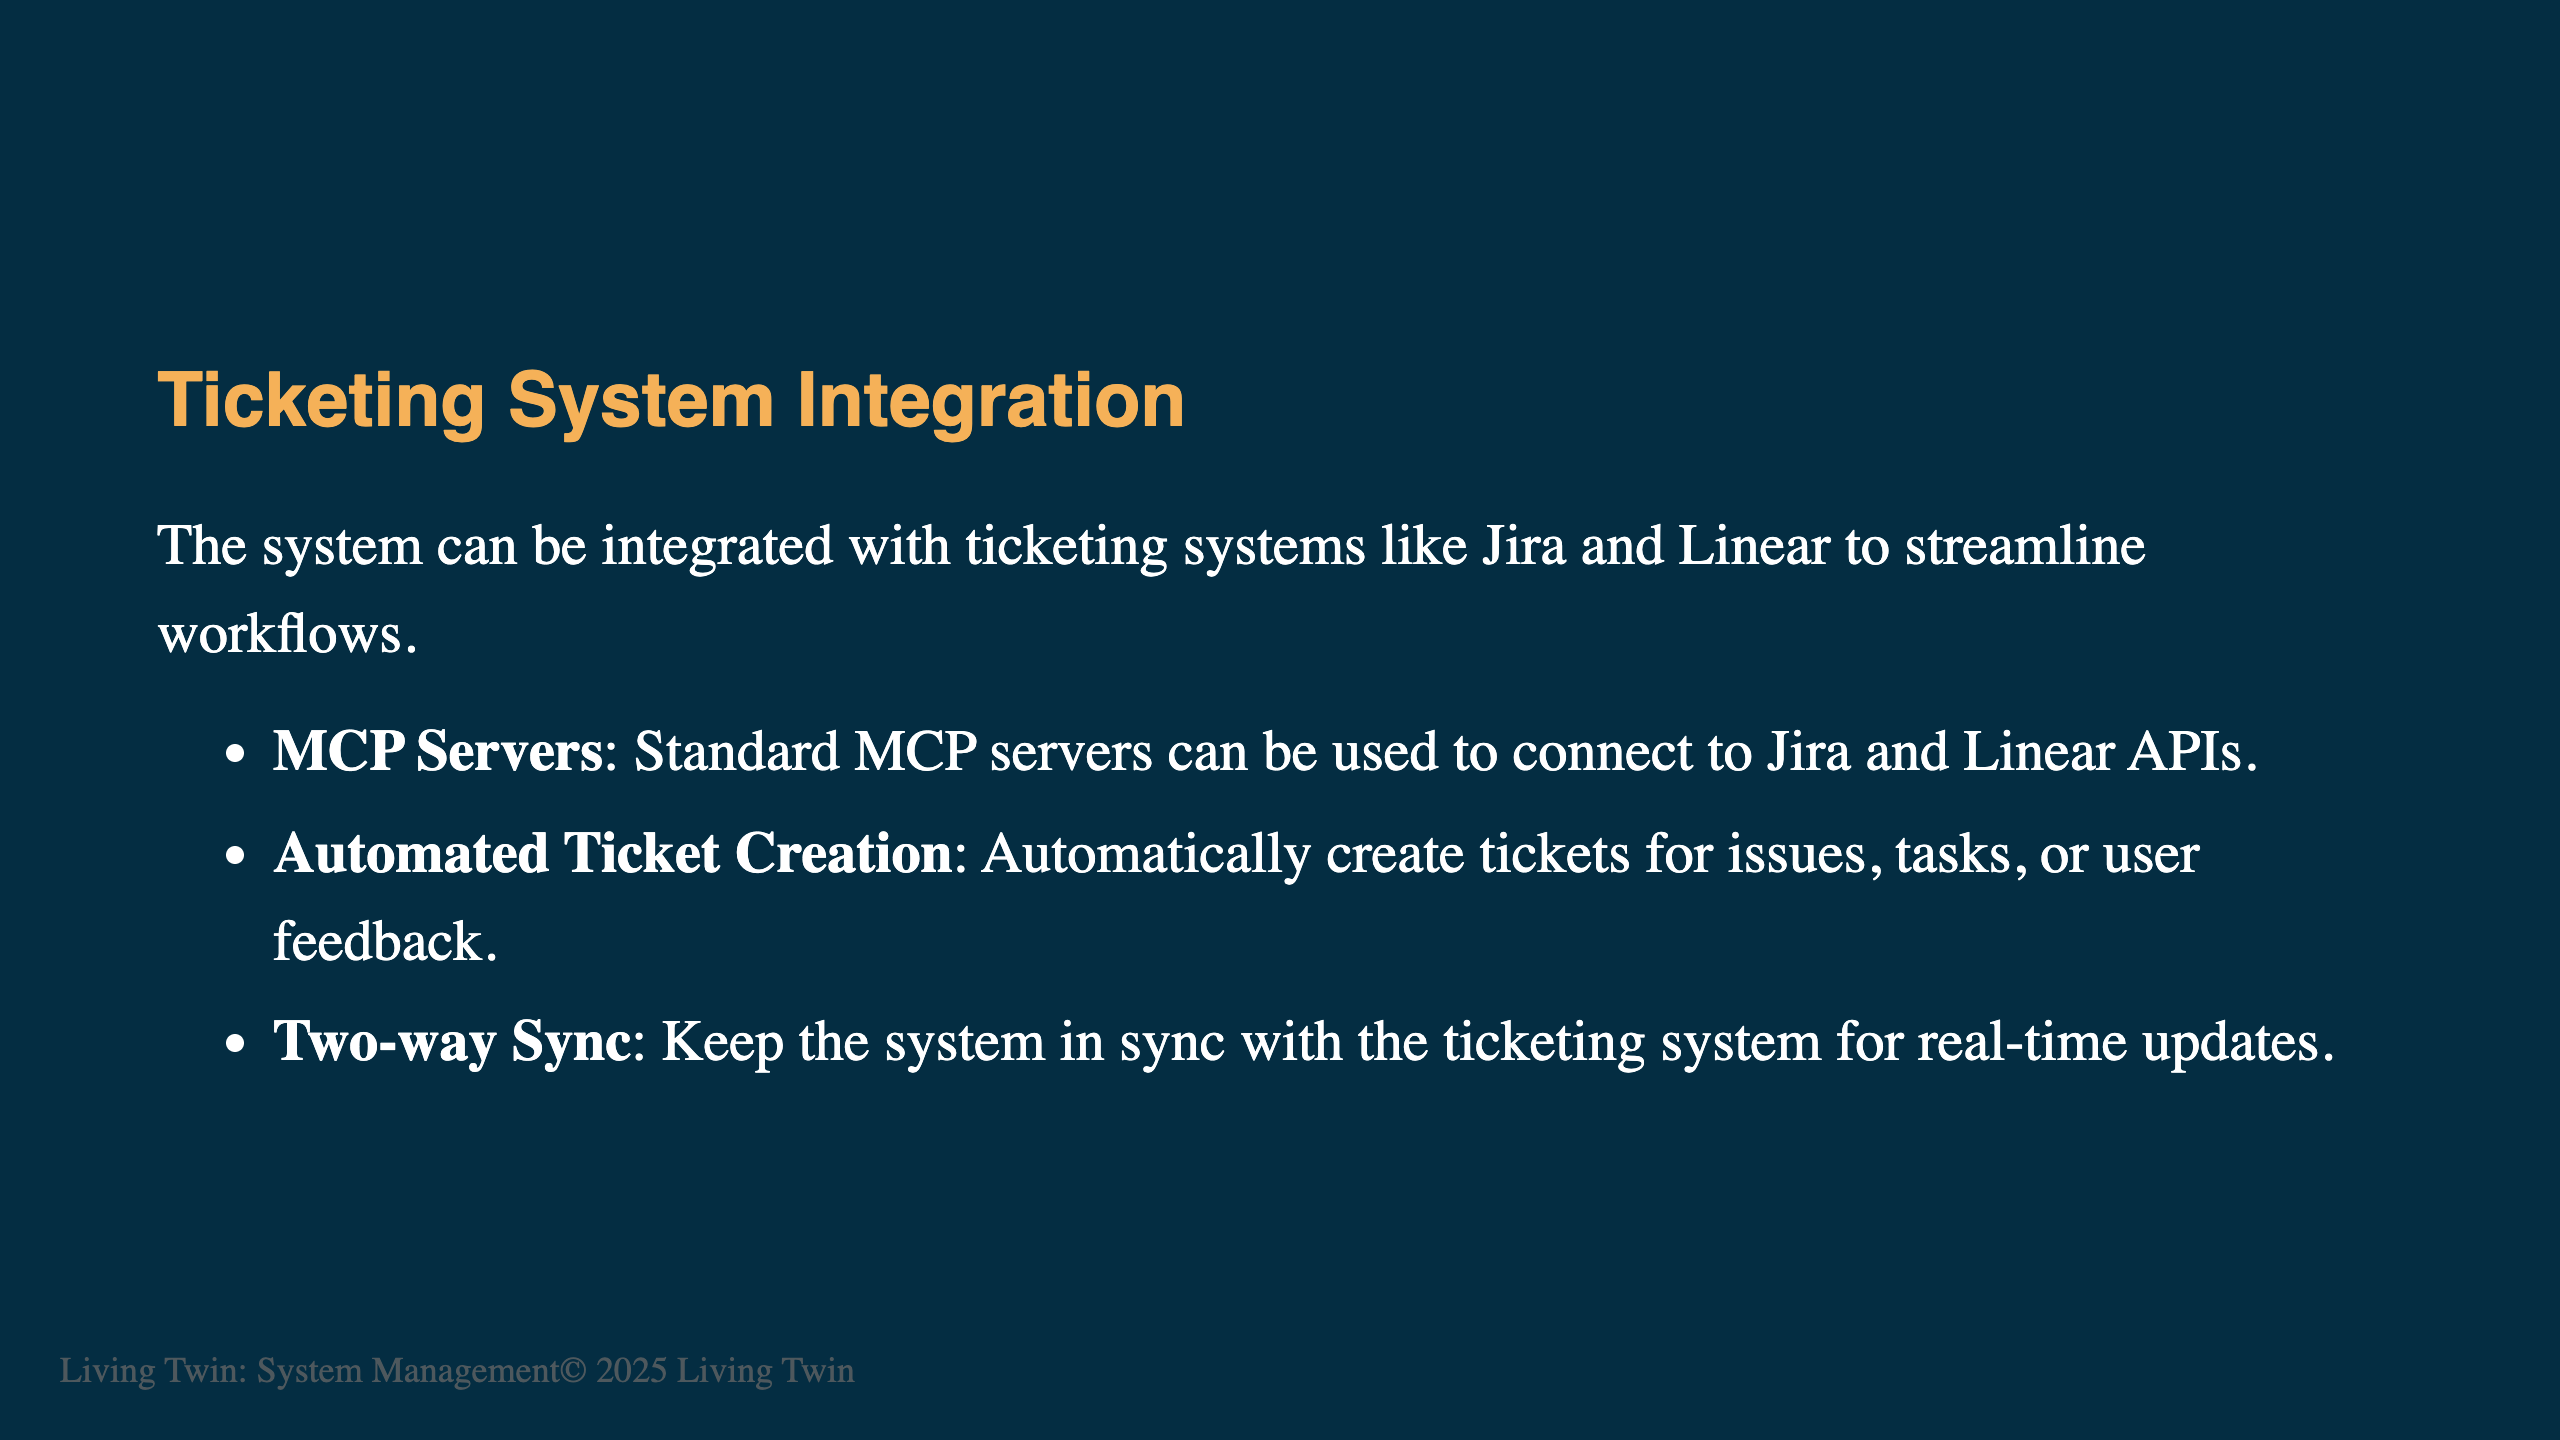 Ticketing System Integration
The system can be integrated with ticketing systems like Jira and Linear to streamline
workflows.
• MCP Servers: Standard MCP servers can be used to connect to Jira and Linear APIs.
• Automated Ticket Creation: Automatically create tickets for issues, tasks, or user
feedback.
• Two-way Sync: Keep the system in sync with the ticketing system for real-time updates.
Living Twin: System Management© 2025 Living Twin